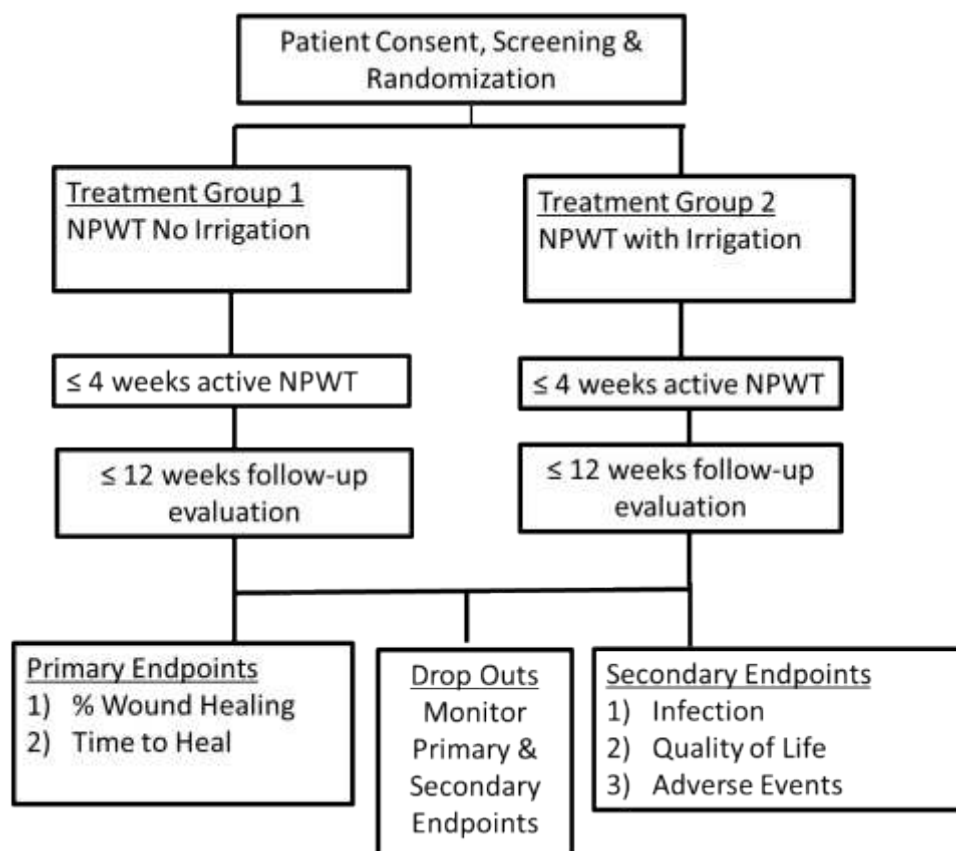 Patient Consent, Screening &
Randomization
Treatment Group 1
NPWT No Irrigation
Treatment Group 2
NPWT with Irrigation
≤ 4 weeks active NPWT
≤ 4 weeks active NPWT
≤ 12 weeks follow-up
evaluation
≤ 12 weeks follow-up
evaluation
Primary Endpoints
1) % Wound Healing
2) Time to Heal
Drop Outs
Monitor
Primary &
Secondary
Endpoints
Secondary Endpoints
1) Infection
2) Quality of Life
3) Adverse Events